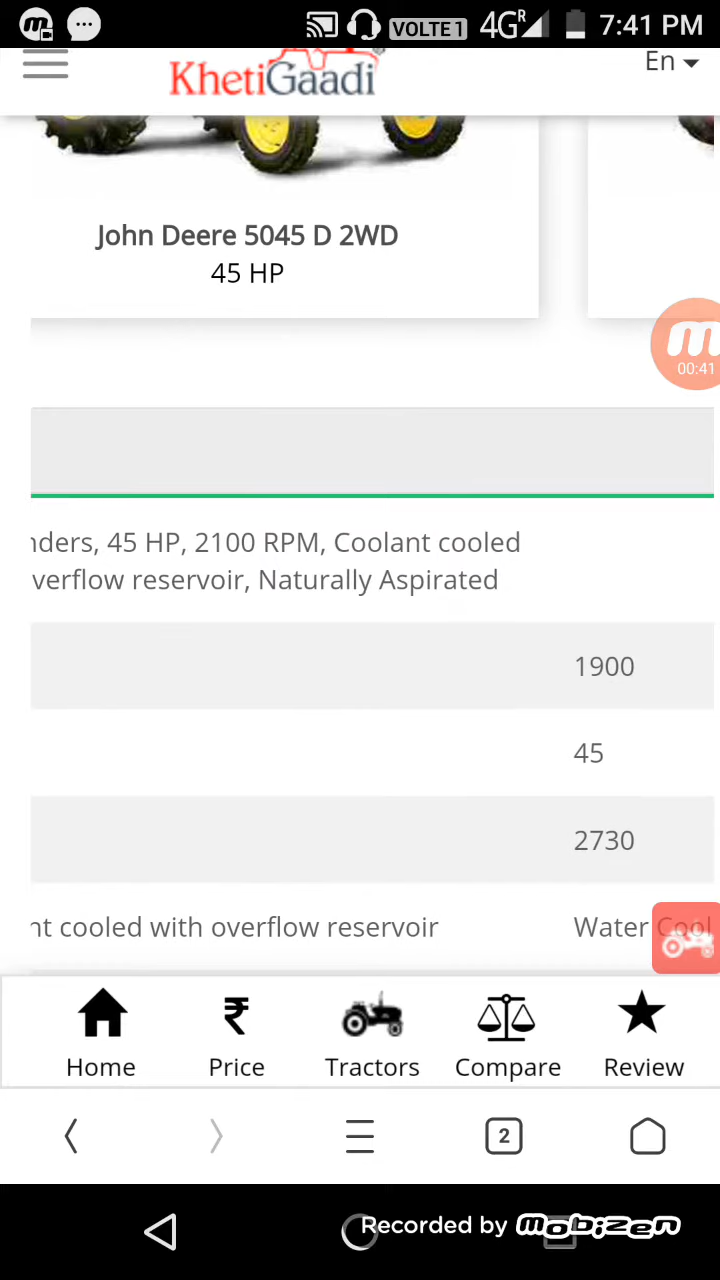 VOLTE 1 4G R 7:41 PM
KhetiGaadi
En
John Deere 5045 D 2WD
45 HP
00:41
nders, 45 HP, 2100 RPM, Coolant cooled
verflow reservoir, Naturally Aspirated
1900
45
2730
nt cooled with overflow reservoir
Water Cool
₹
Home
Price
Tractors
Compare
Review
2
Recorded by mobizen